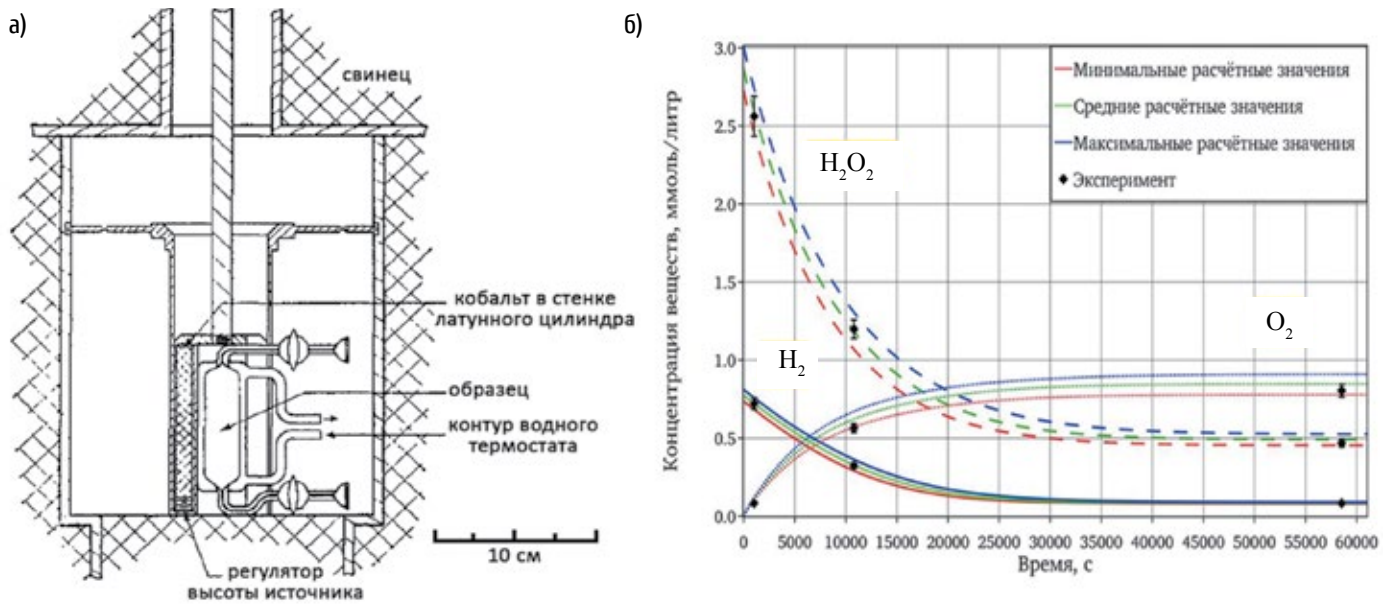 а)
свинец
кобальт в стенке
латунного цилиндра
образец
контур водного
термостата
10 см
регулятор
высоты источника
б)
Концентрация веществ, ммоль/литр
3.0
2.5
2.0
1.5
1.0
0.5
0.0
Минимальные расчётные значения
Средние расчётные значения
Максимальные расчётные значения
Эксперимент
H₂O₂
H₂
O₂
0 5000 10000 15000 20000 25000 30000 35000 40000 45000 50000 55000 60000
Время, с